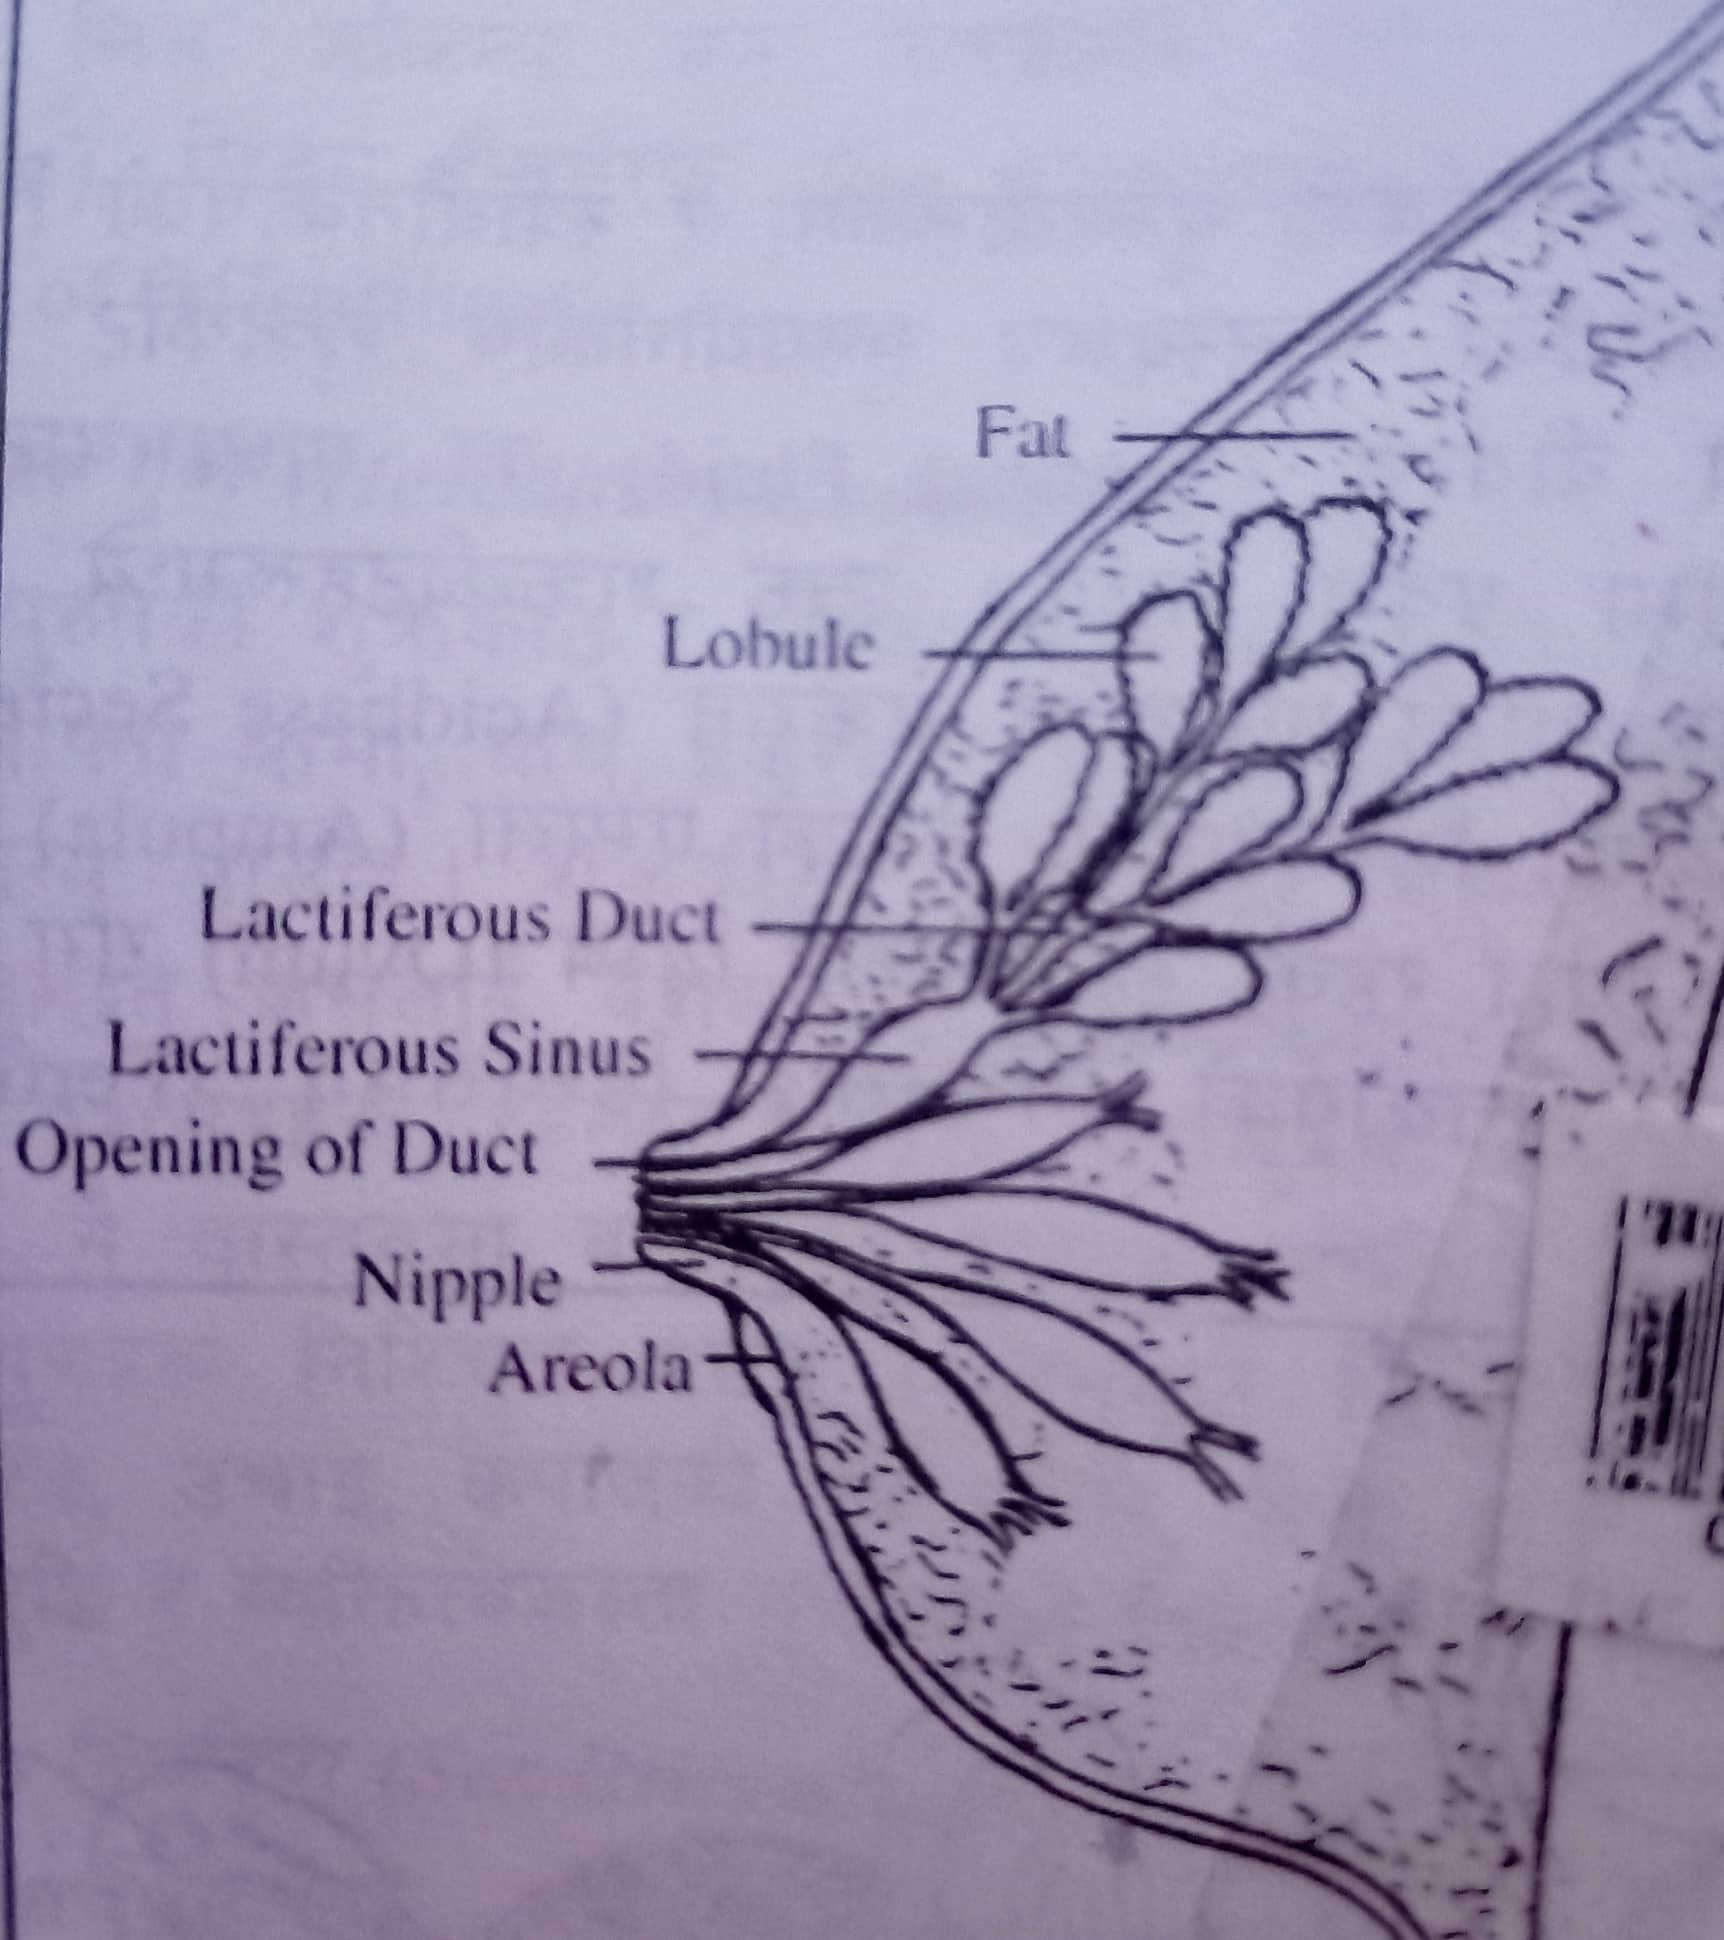 Fat
Lobule
Lactiferous Duct
Lactiferous Sinus
Opening of Duct
Nipple
Areola